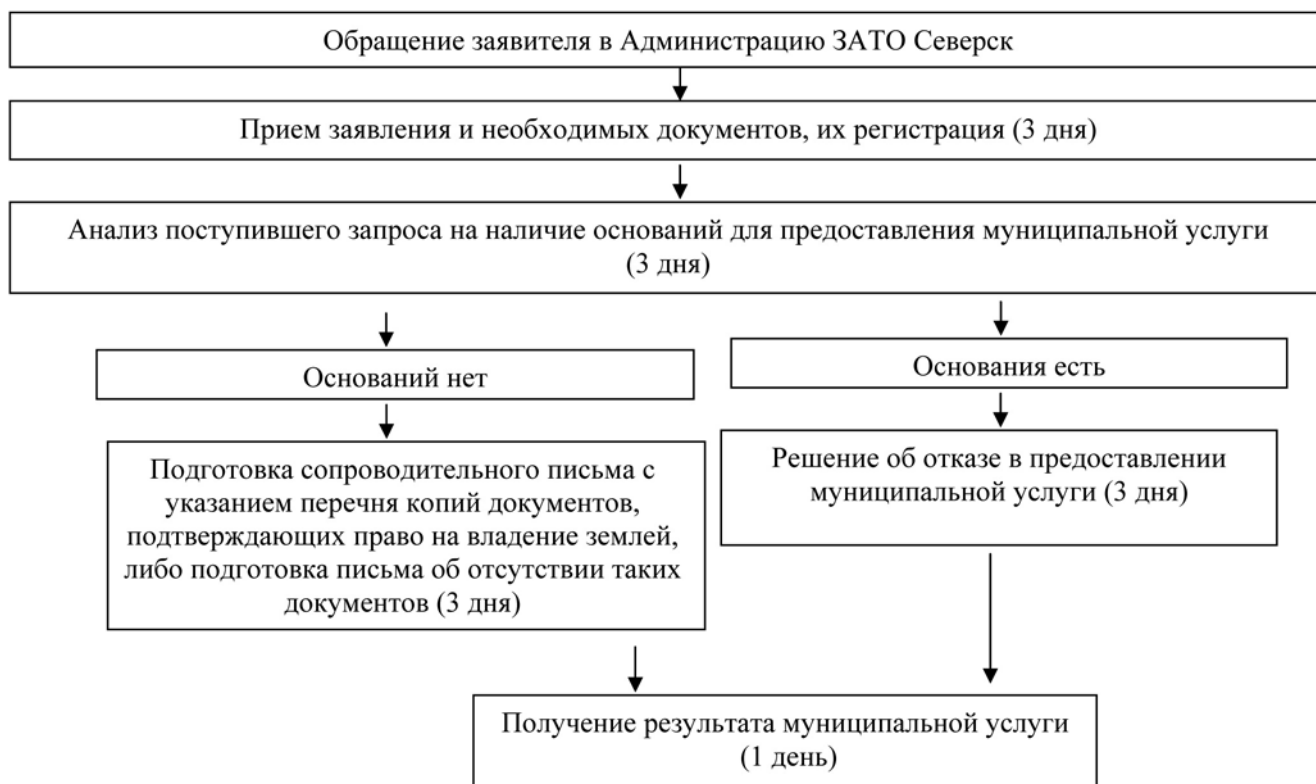 Обращение заявителя в Администрацию ЗАТО Северск
Прием заявления и необходимых документов, их регистрация (3 дня)
Анализ поступившего запроса на наличие оснований для предоставления муниципальной услуги
(3 дня)
Оснований нет
Основания есть
Подготовка сопроводительного письма с
указанием перечня копий документов,
подтверждающих право на владение землей,
либо подготовка письма об отсутствии таких
документов (3 дня)
Решение об отказе в предоставлении
муниципальной услуги (3 дня)
Получение результата муниципальной услуги
(1 день)